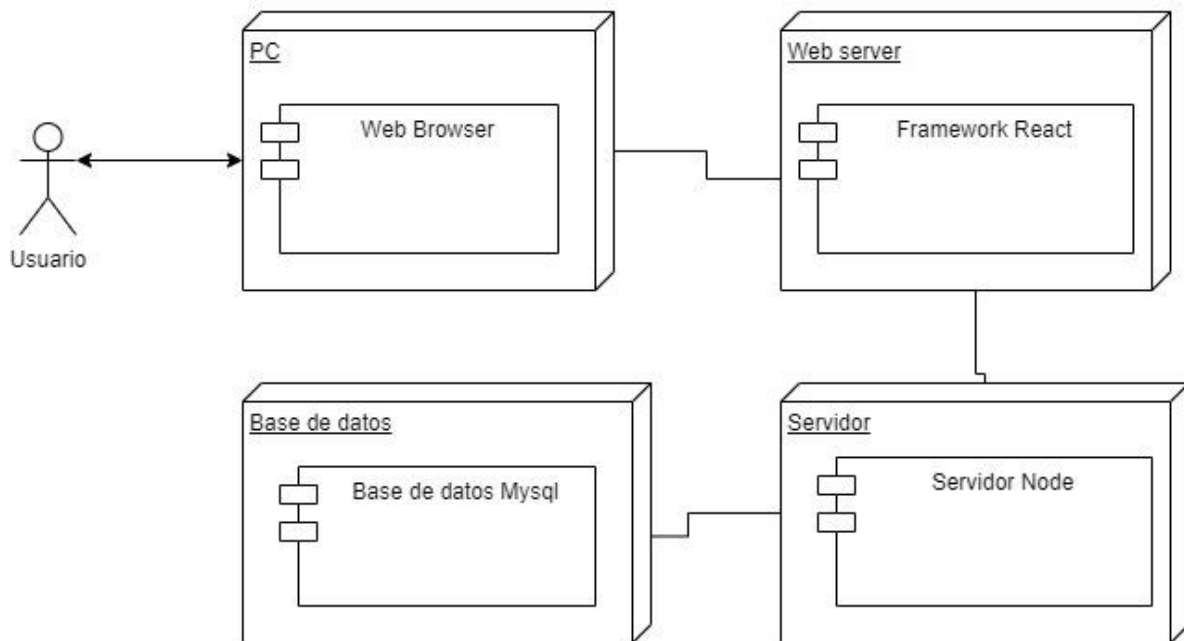 PC
Web Browser
Web server
Framework React
Usuario
Base de datos
Base de datos Mysql
Servidor
Servidor Node